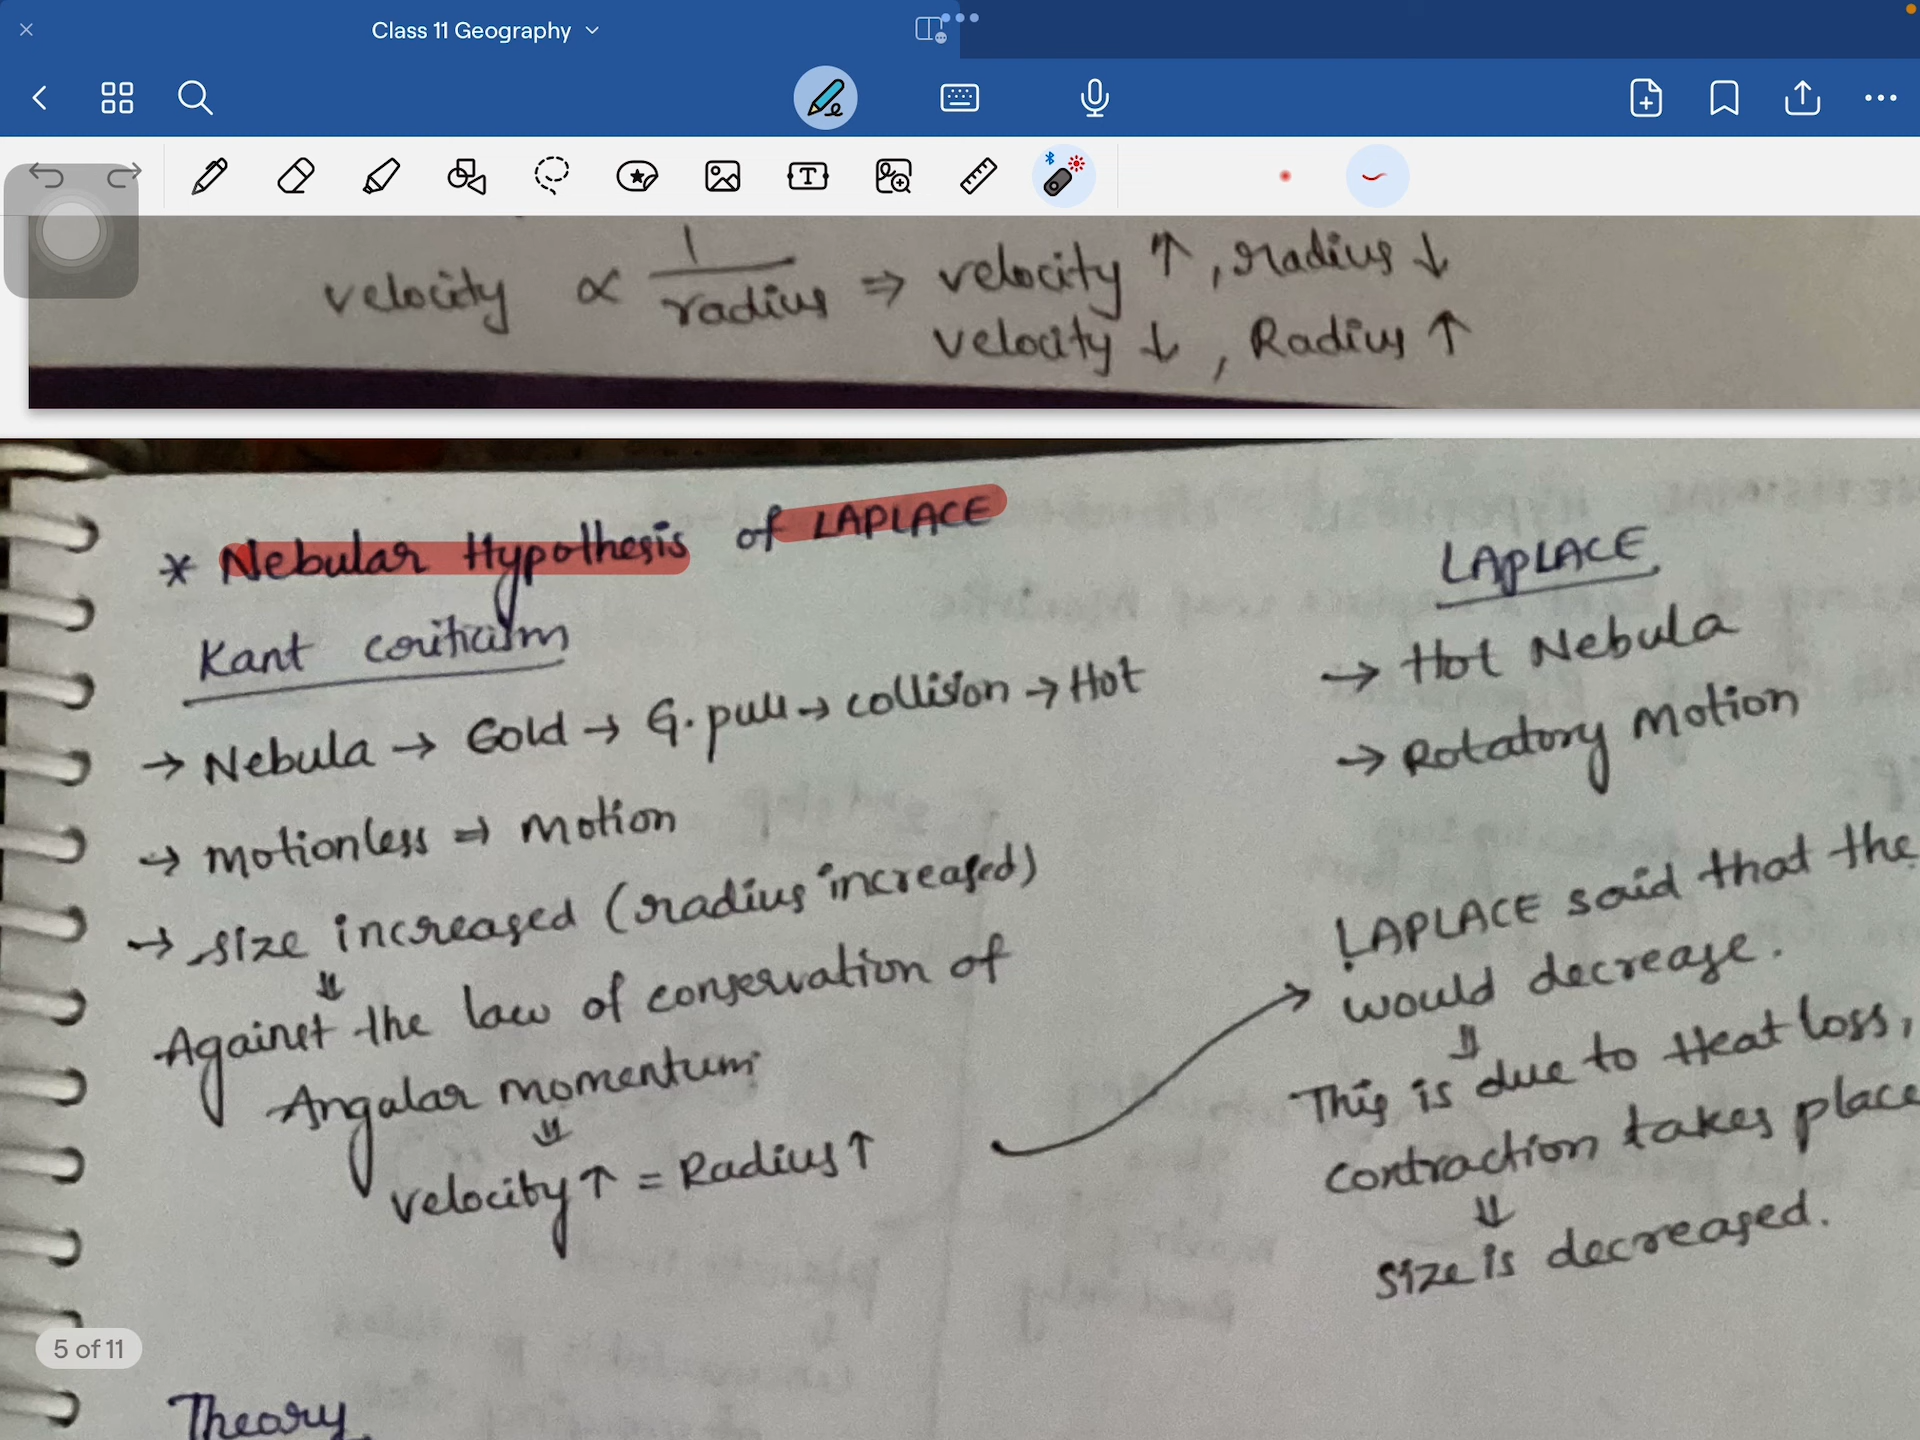 Class 11 Geography
velocity ∝ 1/radius ⇒ velocity ↑, radius ↓
velocity ↓, Radius ↑
* Nebular Hypothesis of LAPLACE
Kant criticism
→ Nebula → Cold → G. pull → collision → Hot
→ motionless ⇒ motion
→ size increased (radius increased)
⇓
Against the law of conservation of
Angular momentum
⇓
velocity ↑ = Radius ↑
LAPLACE
→ Hot Nebula
→ Rotatory motion
LAPLACE said that the
would decrease.
⇓
This is due to Heat loss,
contraction takes place
⇓
size is decreased.
5 of 11
Theory